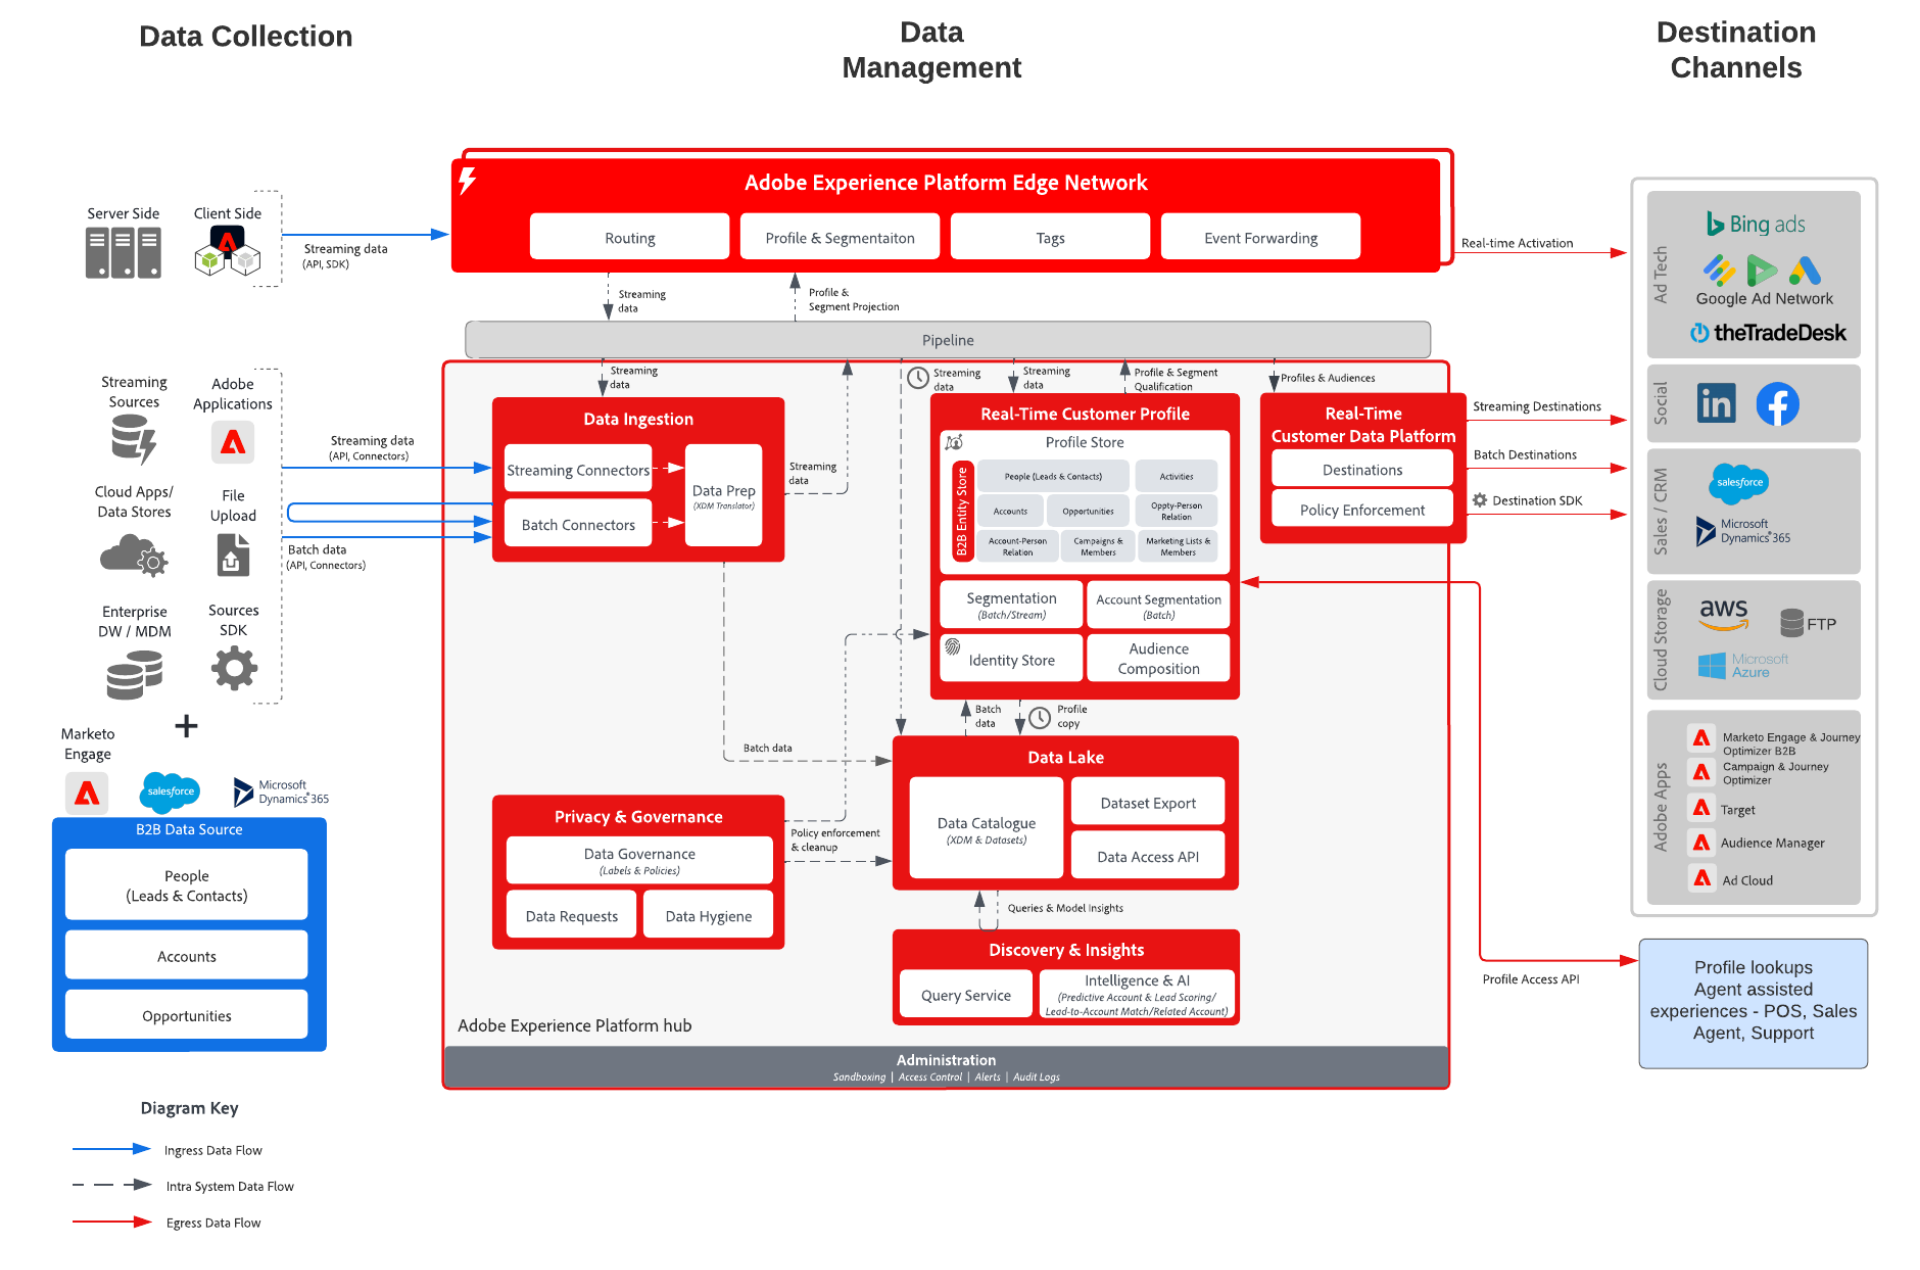 Data Collection
Data
Management
Destination
Channels
Server Side
Client Side
Streaming data
(API, SDK)
Adobe Experience Platform Edge Network
Routing
Profile & Segmentaiton
Tags
Event Forwarding
Real-time Activation
Streaming
data
Profile &
Segment Projection
Pipeline
Streaming
Sources
Adobe
Applications
Streaming data
(API, Connectors)
Cloud Apps/
Data Stores
File
Upload
Batch data
(API, Connectors)
Enterprise
DW / MDM
Sources
SDK
+
Marketo
Engage
salesforce
Microsoft
Dynamics 365
B2B Data Source
People
(Leads & Contacts)
Accounts
Opportunities
Streaming
data
Data Ingestion
Streaming Connectors
Batch Connectors
Data Prep
(XDM Translator)
Streaming
data
Streaming
data
Streaming
data
Profile & Segment
Qualification
Profiles & Audiences
Real-Time Customer Profile
Profile Store
B2B Entity Store
People (Leads & Contacts)
Activities
Accounts
Opportunities
Oppty-Person
Relation
Account-Person
Relation
Campaigns &
Members
Marketing Lists &
Members
Segmentation
(Batch/Stream)
Account Segmentation
(Batch)
Identity Store
Audience
Composition
Real-Time
Customer Data Platform
Destinations
Policy Enforcement
Streaming Destinations
Batch Destinations
Destination SDK
Batch
data
Profile
copy
Batch data
Data Lake
Data Catalogue
(XDM & Datasets)
Dataset Export
Data Access API
Privacy & Governance
Data Governance
(Labels & Policies)
Data Requests
Data Hygiene
Policy enforcement
& cleanup
Queries & Model Insights
Discovery & Insights
Query Service
Intelligence & AI
(Predictive Account & Lead Scoring/
Lead-to-Account Match/Related Account)
Adobe Experience Platform hub
Administration
Sandboxing | Access Control | Alerts | Audit Logs
Ad Tech
Bing ads
Google Ad Network
theTradeDesk
Social
in
Sales / CRM
salesforce
Microsoft
Dynamics 365
Cloud Storage
aws
FTP
Microsoft
Azure
Adobe Apps
Marketo Engage & Journey
Optimizer B2B
Campaign & Journey
Optimizer
Target
Audience Manager
Ad Cloud
Profile Access API
Profile lookups
Agent assisted
experiences - POS, Sales
Agent, Support
Diagram Key
Ingress Data Flow
Intra System Data Flow
Egress Data Flow